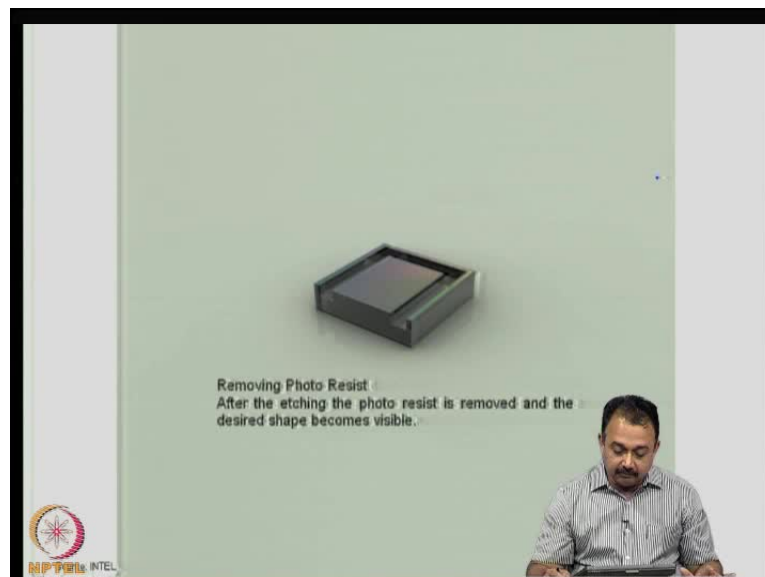 Removing Photo Resist
After the etching the photo resist is removed and the
desired shape becomes visible.
NPTEL
INTEL